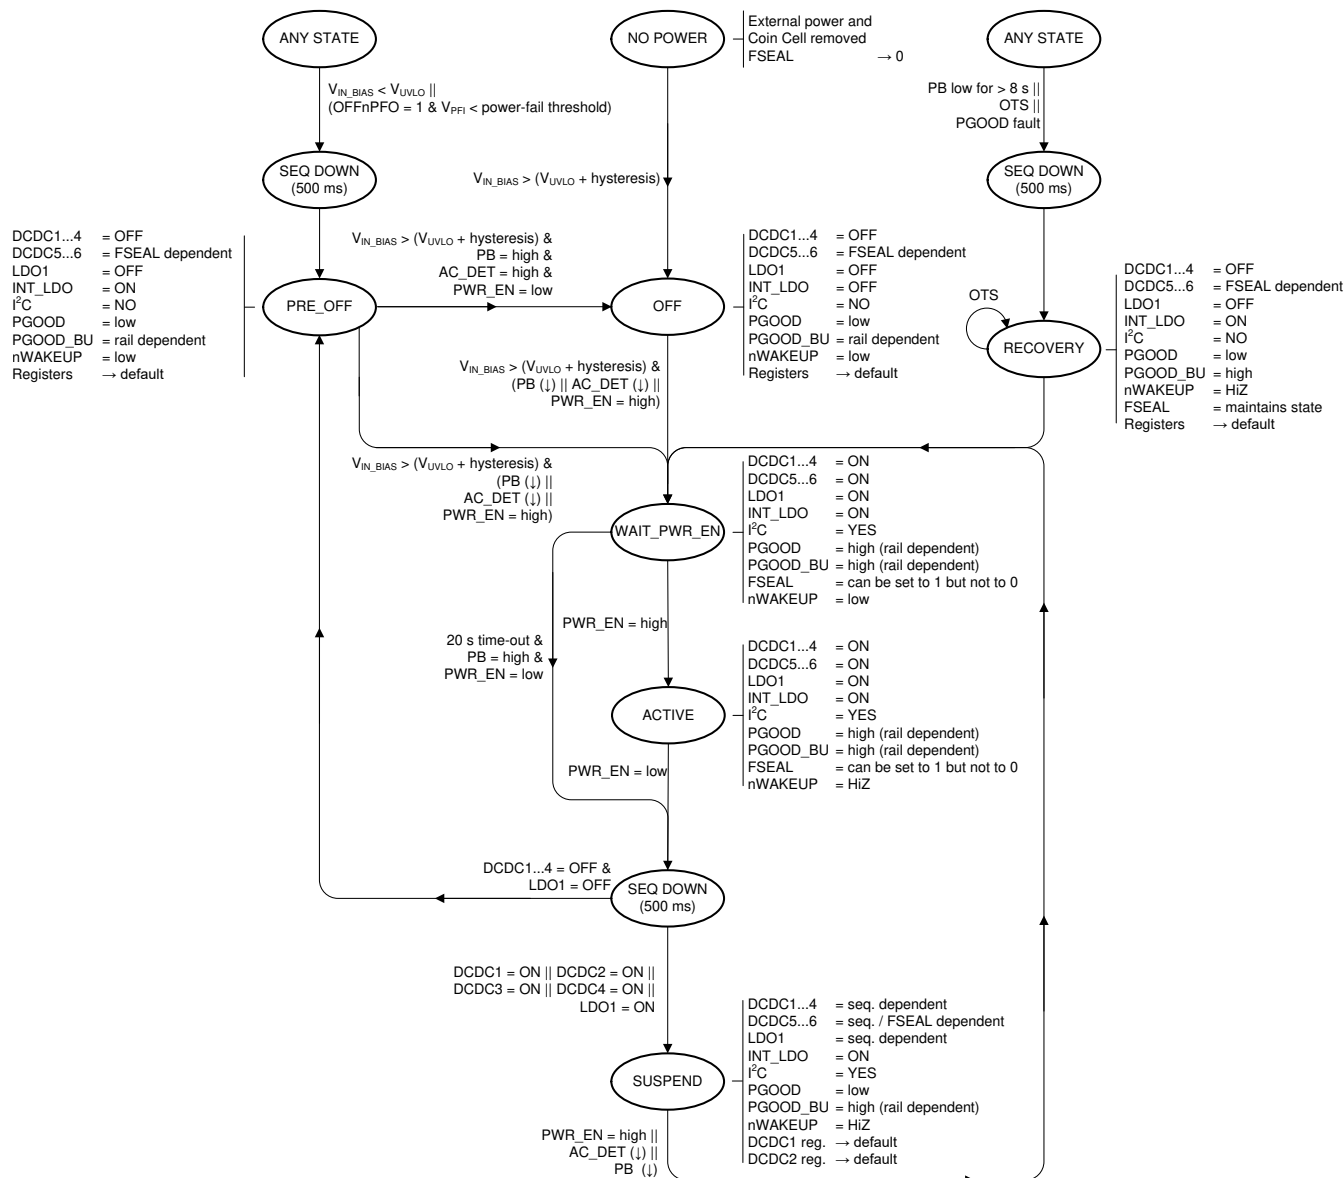 ANY STATE
NO POWER
External power and
Coin Cell removed
FSEAL → 0
ANY STATE
V_IN_BIAS < V_UVLO ||
(OFFnPFO = 1 & V_PFI < power-fail threshold)
PB low for > 8 s ||
OTS ||
PGOOD fault
SEQ DOWN
(500 ms)
V_IN_BIAS > (V_UVLO + hysteresis)
SEQ DOWN
(500 ms)
DCDC1...4 = OFF
DCDC5...6 = FSEAL dependent
LDO1 = OFF
INT_LDO = ON
I²C = NO
PGOOD = low
PGOOD_BU = rail dependent
nWAKEUP = low
Registers → default
PRE_OFF
V_IN_BIAS > (V_UVLO + hysteresis) &
PB = high &
AC_DET = high &
PWR_EN = low
OFF
DCDC1...4 = OFF
DCDC5...6 = FSEAL dependent
LDO1 = OFF
INT_LDO = OFF
I²C = NO
PGOOD = low
PGOOD_BU = rail dependent
nWAKEUP = low
Registers → default
OTS
RECOVERY
DCDC1...4 = OFF
DCDC5...6 = FSEAL dependent
LDO1 = OFF
INT_LDO = ON
I²C = NO
PGOOD = low
PGOOD_BU = high
nWAKEUP = HiZ
FSEAL = maintains state
Registers → default
V_IN_BIAS > (V_UVLO + hysteresis) &
(PB (↓) || AC_DET (↓) ||
PWR_EN = high)
V_IN_BIAS > (V_UVLO + hysteresis) &
(PB (↓) ||
AC_DET (↓) ||
PWR_EN = high)
WAIT_PWR_EN
DCDC1...4 = ON
DCDC5...6 = ON
LDO1 = ON
INT_LDO = ON
I²C = YES
PGOOD = high (rail dependent)
PGOOD_BU = high (rail dependent)
FSEAL = can be set to 1 but not to 0
nWAKEUP = low
PWR_EN = high
20 s time-out &
PB = high &
PWR_EN = low
ACTIVE
DCDC1...4 = ON
DCDC5...6 = ON
LDO1 = ON
INT_LDO = ON
I²C = YES
PGOOD = high (rail dependent)
PGOOD_BU = high (rail dependent)
FSEAL = can be set to 1 but not to 0
nWAKEUP = HiZ
PWR_EN = low
DCDC1...4 = OFF &
LDO1 = OFF
SEQ DOWN
(500 ms)
DCDC1 = ON || DCDC2 = ON ||
DCDC3 = ON || DCDC4 = ON ||
LDO1 = ON
SUSPEND
DCDC1...4 = seq. dependent
DCDC5...6 = seq. / FSEAL dependent
LDO1 = seq. dependent
INT_LDO = ON
I²C = YES
PGOOD = low
PGOOD_BU = high (rail dependent)
nWAKEUP = HiZ
DCDC1 reg. → default
DCDC2 reg. → default
PWR_EN = high ||
AC_DET (↓) ||
PB (↓)